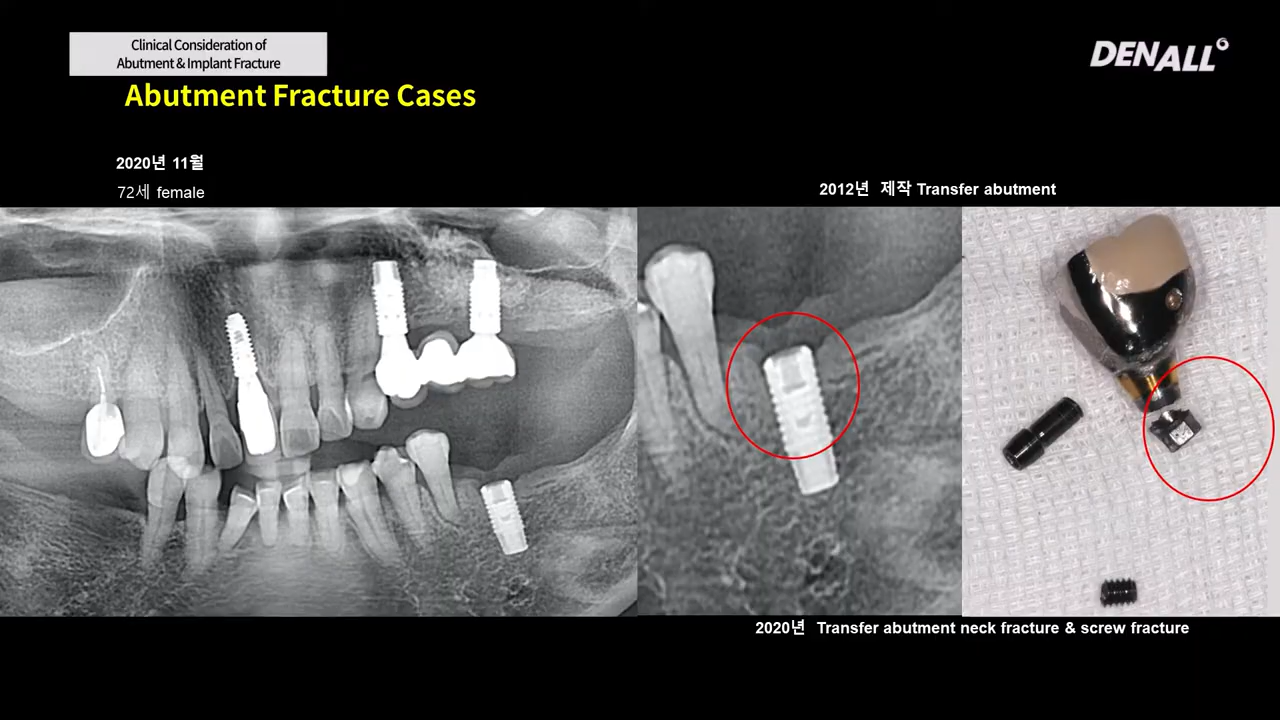 Clinical Consideration of
Abutment & Implant Fracture
DENALL
Abutment Fracture Cases
2020년 11월
72세 female
2012년 제작 Transfer abutment
2020년 Transfer abutment neck fracture & screw fracture